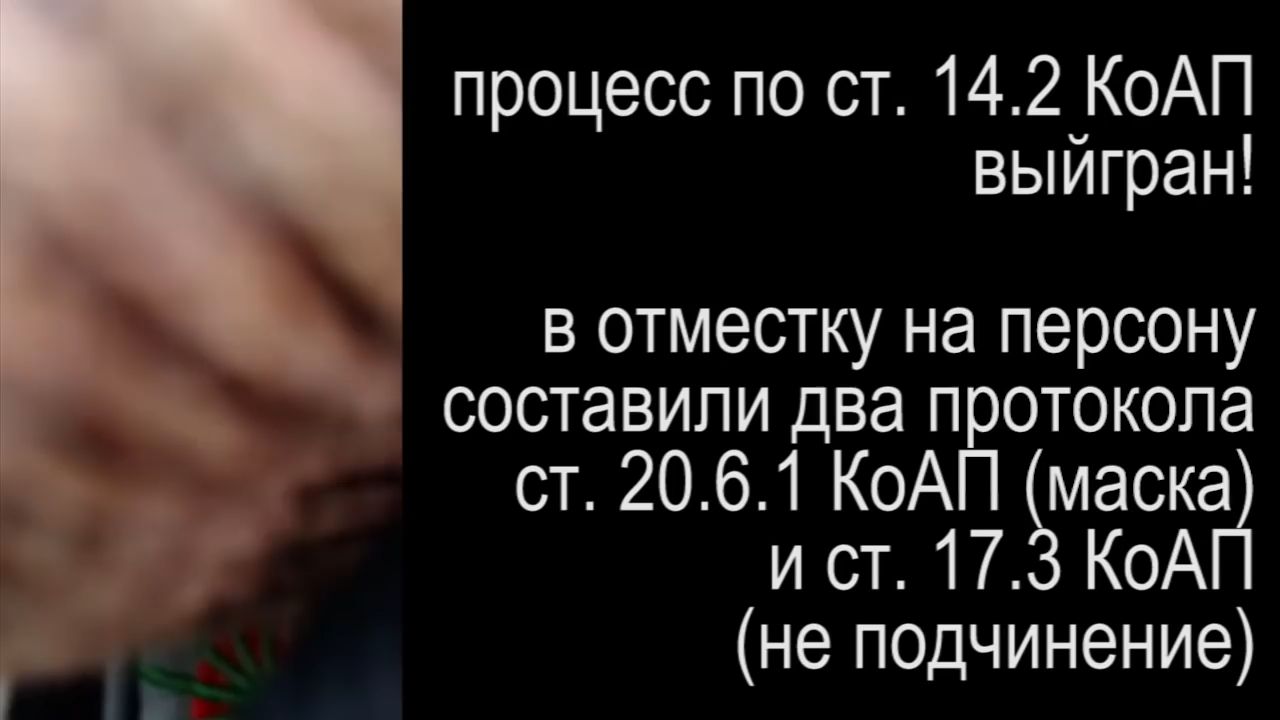 процесс по ст. 14.2 КоАП
выйгран!
в отместку на персону
составили два протокола
ст. 20.6.1 КоАП (маска)
и ст. 17.3 КоАП
(не подчинение)